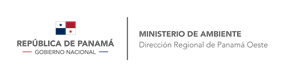 REPÚBLICA DE PANAMÁ
GOBIERNO NACIONAL
MINISTERIO DE AMBIENTE
Dirección Regional de Panamá Oeste